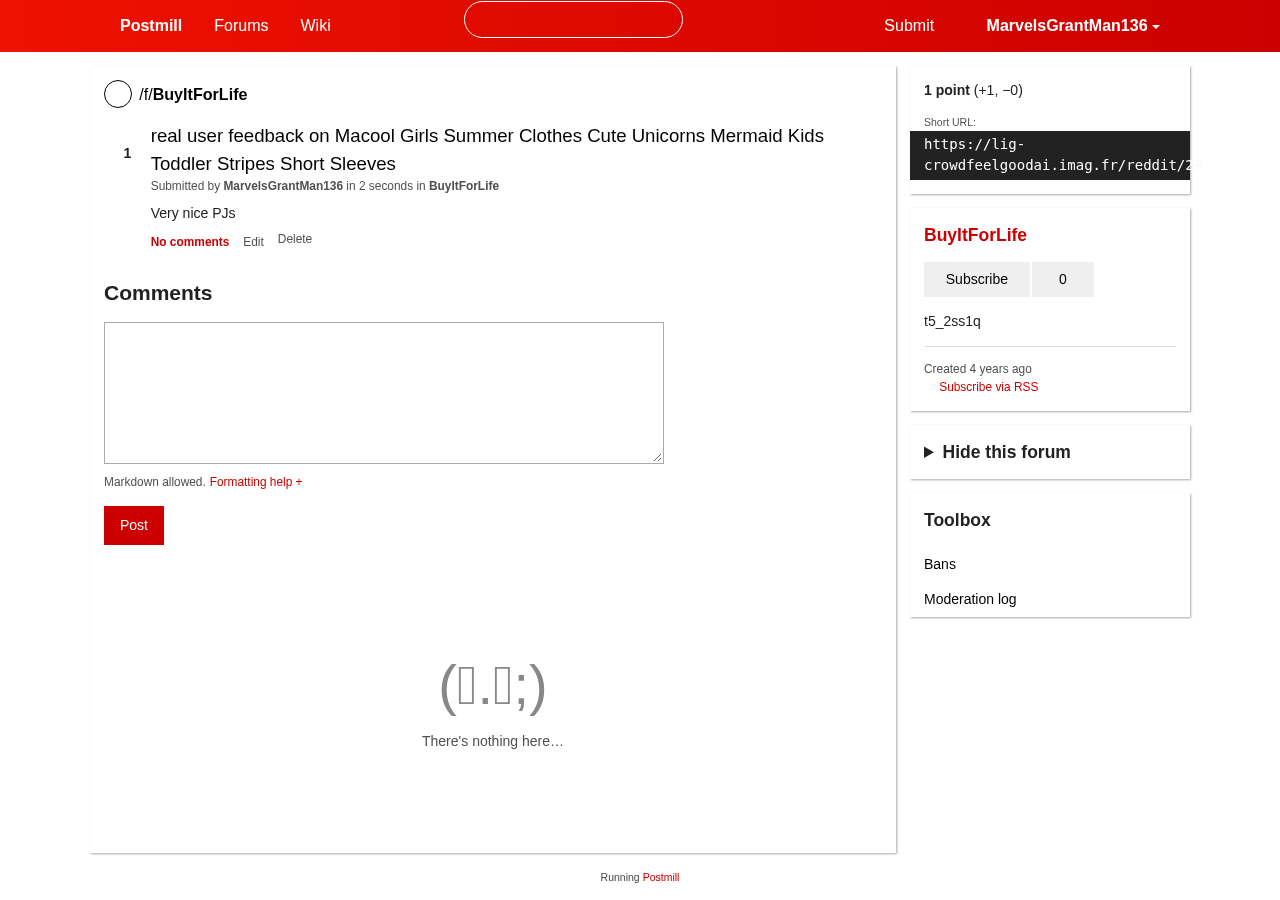 Postmill Forums Wiki Submit MarvelsGrantMan136
/f/BuyItForLife
1
real user feedback on Macool Girls Summer Clothes Cute Unicorns Mermaid Kids
Toddler Stripes Short Sleeves
Submitted by MarvelsGrantMan136 in 2 seconds in BuyItForLife
Very nice PJs
No comments Edit Delete
Comments
Markdown allowed. Formatting help +
Post
There's nothing here…
1 point (+1, −0)
Short URL:
https://lig-
crowdfeelgoodai.imag.fr/reddit/2
BuyItForLife
Subscribe 0
t5_2ss1q
Created 4 years ago
Subscribe via RSS
Hide this forum
Toolbox
Bans
Moderation log
Running Postmill